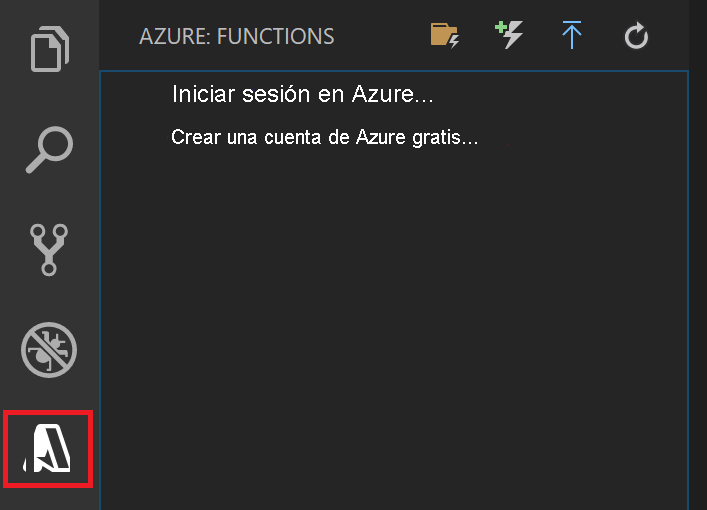 AZURE: FUNCTIONS
Iniciar sesión en Azure...
Crear una cuenta de Azure gratis...